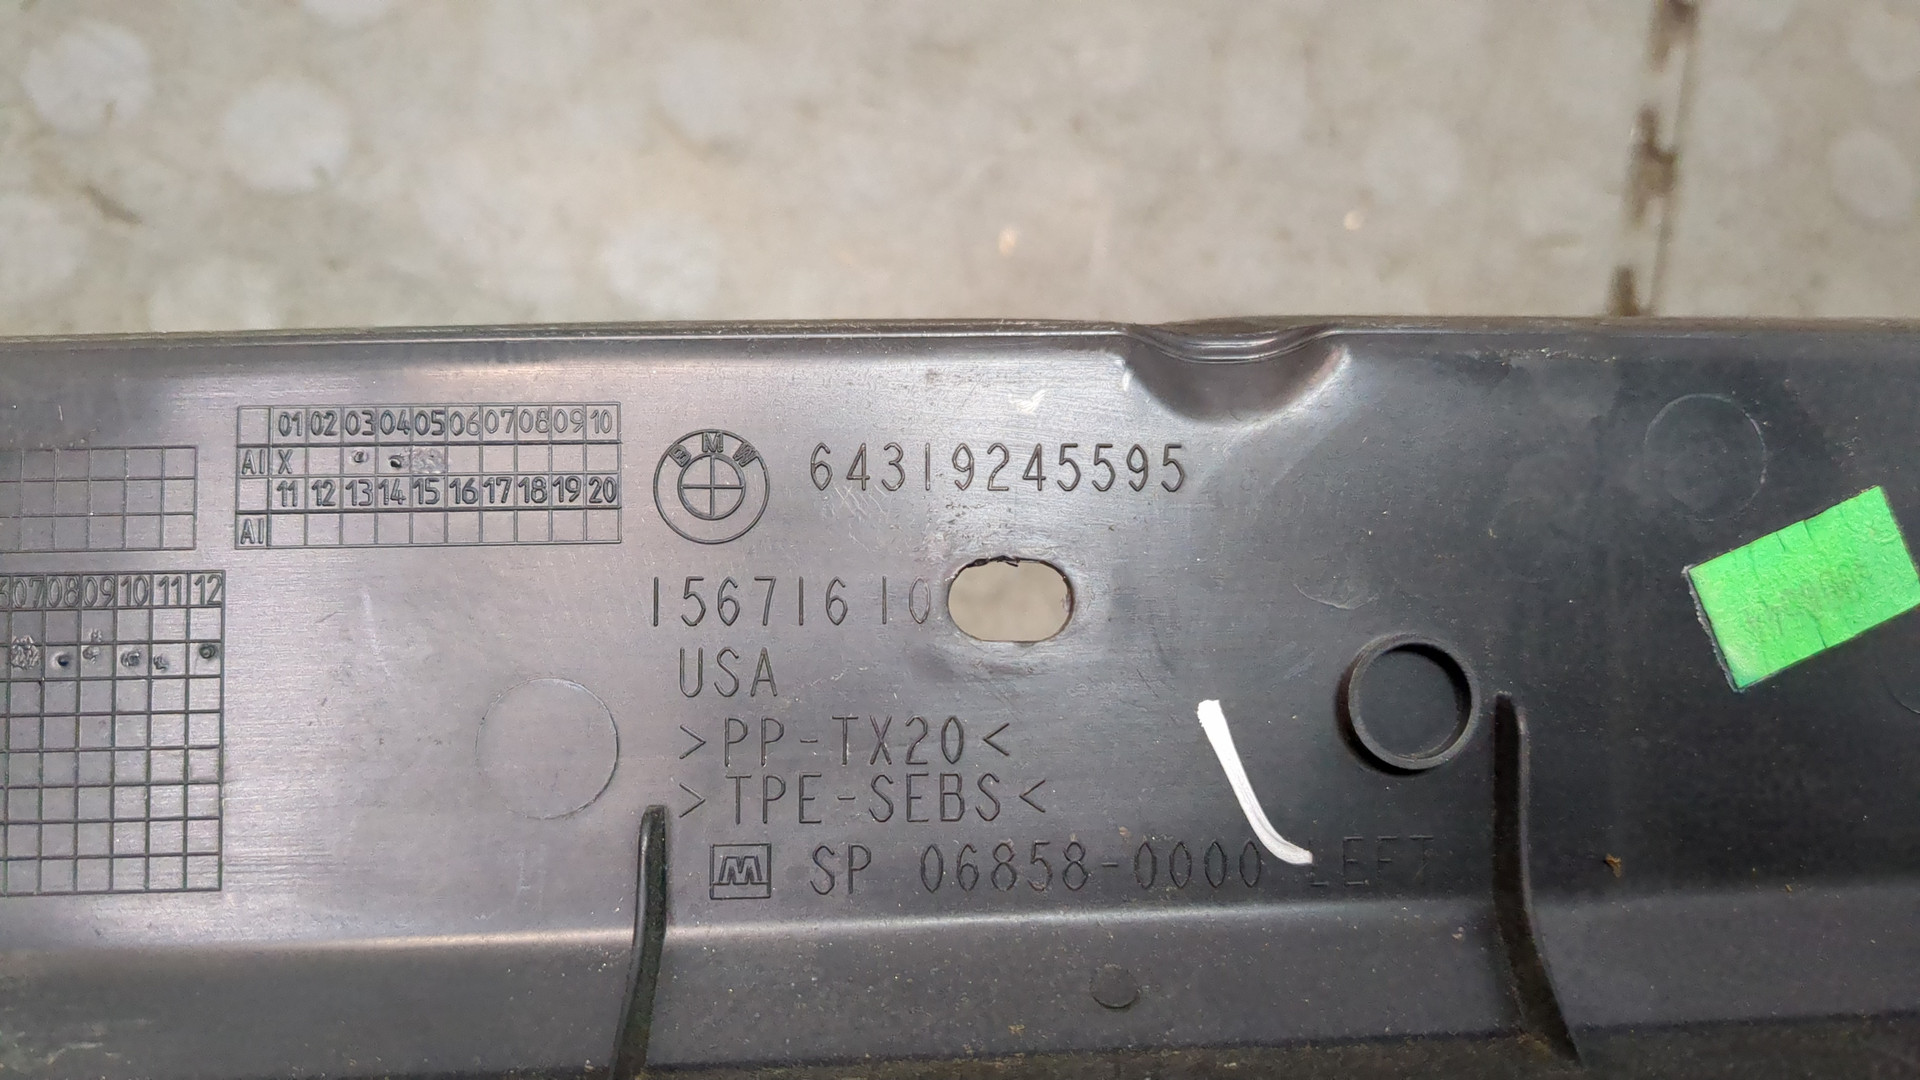 01 02 03 04 05 06 07 08 09 10
AI X
11 12 13 14 15 16 17 18 19 20
AI
07 08 09 10 11 12
BMW 64319245595
15671610
USA
>PP-TX20<
>TPE-SEBS<
M SP 06858-0000 LEFT